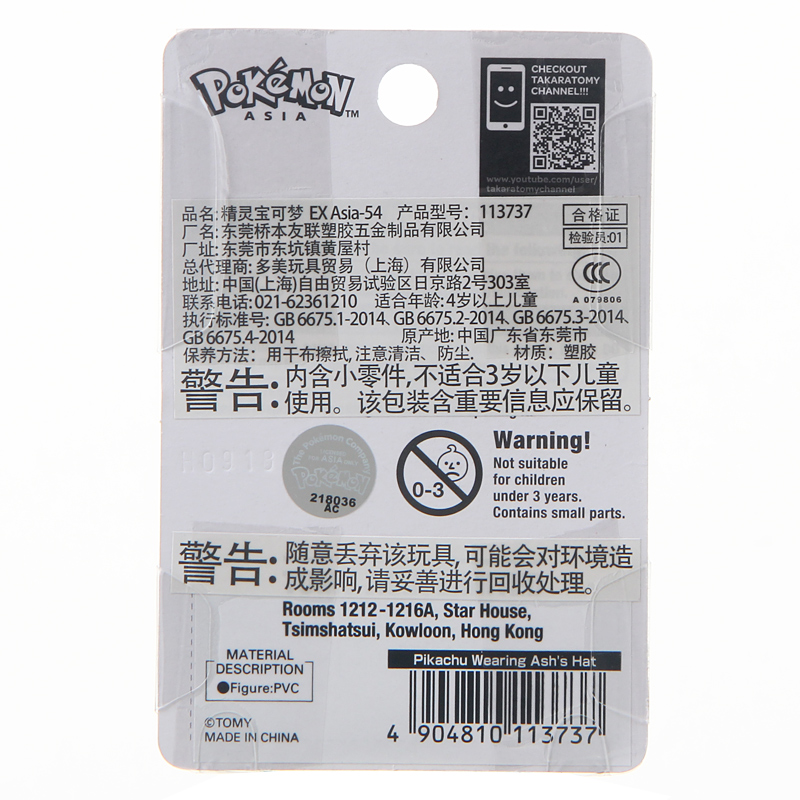 POKéMON
ASIA
TM
CHECKOUT
TAKARATOMY
CHANNEL!!!
www.youtube.com/user/
takaratomychannel
品名: 精灵宝可梦 EX Asia-54 产品型号: 113737
厂名: 东莞桥本友联塑胶五金制品有限公司
厂址: 东莞市东坑镇黄屋村
总代理商: 多美玩具贸易（上海）有限公司
地址: 中国(上海)自由贸易试验区日京路2号303室
联系电话: 021-62361210 适合年龄: 4岁以上儿童
执行标准号: GB 6675.1-2014、GB 6675.2-2014、GB 6675.3-2014、
GB 6675.4-2014 原产地: 中国广东省东莞市
保养方法: 用干布擦拭, 注意清洁、防尘. 材质: 塑胶
合格证
检验员:01
CCC
A 079806
警告: 内含小零件, 不适合3岁以下儿童
使用。该包装含重要信息应保留。
The Pokémon Company
ASIA
POKéMON
218036
AC
0-3
Warning!
Not suitable
for children
under 3 years.
Contains small parts.
警告: 随意丢弃该玩具, 可能会对环境造
成影响, 请妥善进行回收处理。
Rooms 1212-1216A, Star House,
Tsimshatsui, Kowloon, Hong Kong
MATERIAL
DESCRIPTION
●Figure:PVC
©TOMY
MADE IN CHINA
Pikachu Wearing Ash's Hat
4 904810 113737